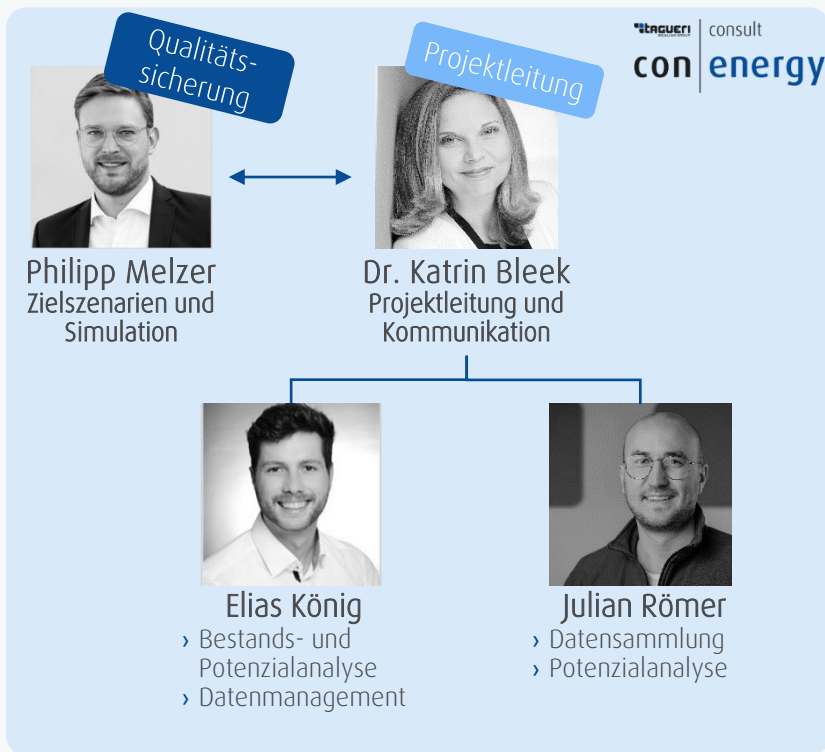 Qualitäts-
sicherung
Projektleitung
TAGUERI
consult
con energy
Philipp Melzer
Zielszenarien und
Simulation
Dr. Katrin Bleek
Projektleitung und
Kommunikation
Elias König
› Bestands- und
Potenzialanalyse
› Datenmanagement
Julian Römer
› Datensammlung
› Potenzialanalyse